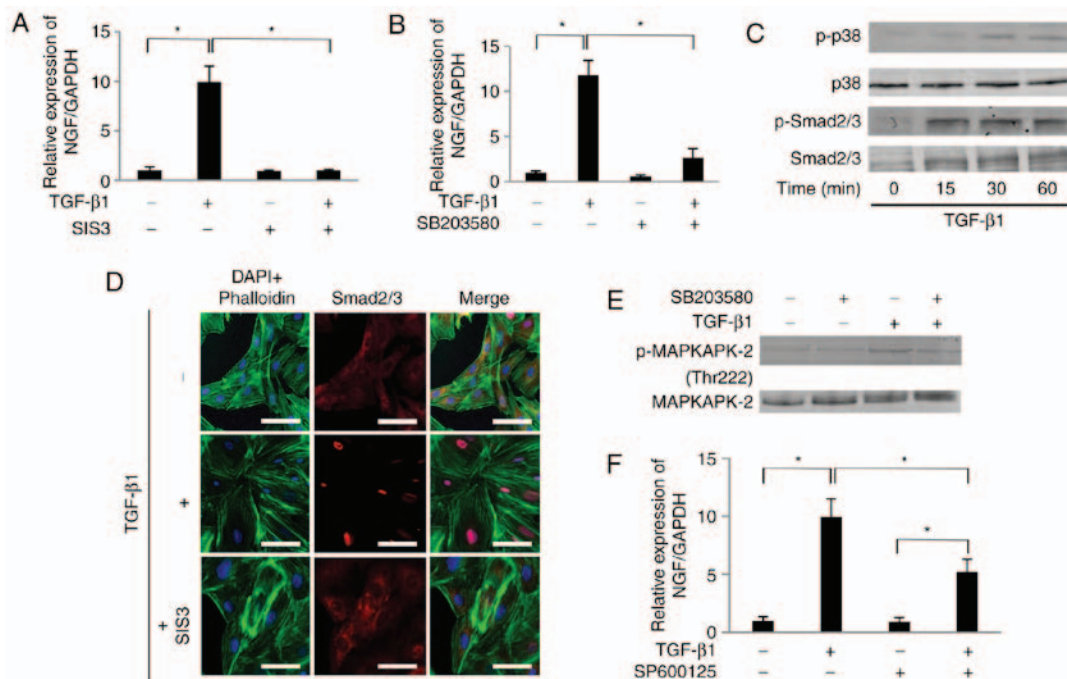 A
Relative expression of
NGF/GAPDH
15
10
5
0
*
*
TGF-β1 – + – +
SIS3 – – + +
B
Relative expression of
NGF/GAPDH
15
10
5
0
*
*
TGF-β1 – + – +
SB203580 – – + +
C
p-p38
p38
p-Smad2/3
Smad2/3
Time (min) 0 15 30 60
TGF-β1
D
DAPI+
Phalloidin Smad2/3 Merge
TGF-β1
–
+
+
SIS3
E
SB203580 – + – +
TGF-β1 – – + +
p-MAPKAPK-2
(Thr222)
MAPKAPK-2
F
Relative expression of
NGF/GAPDH
15
10
5
0
*
*
*
TGF-β1 – + – +
SP600125 – – + +